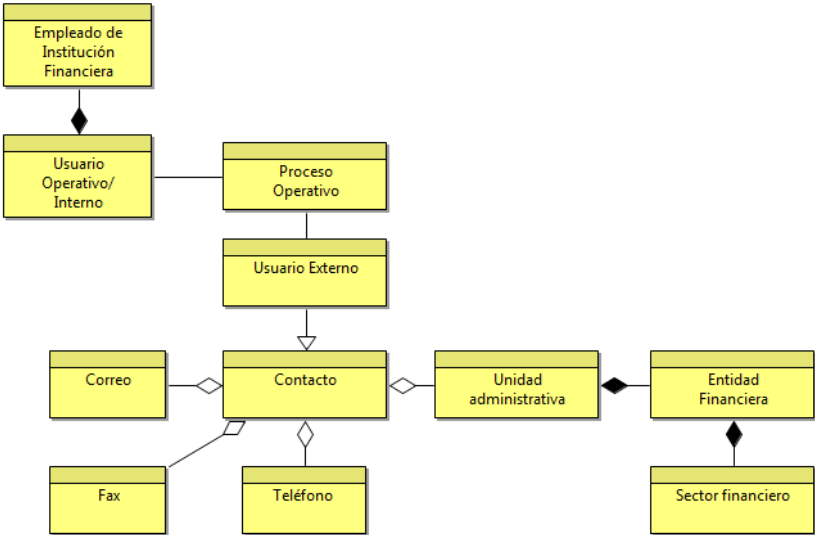 Empleado de
Institución
Financiera
Usuario
Operativo/
Interno
Proceso
Operativo
Usuario Externo
Correo
Contacto
Unidad
administrativa
Entidad
Financiera
Fax
Teléfono
Sector financiero